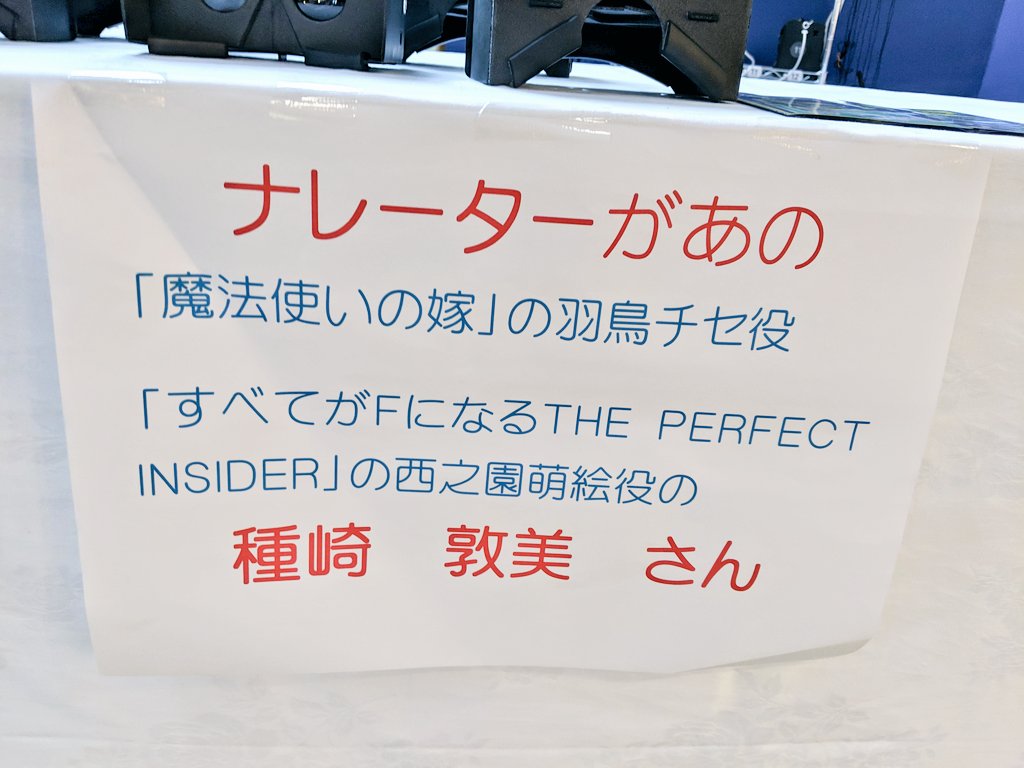 ナレーターがあの
「魔法使いの嫁」の羽鳥チセ役
「すべてがFになるTHE PERFECT
INSIDER」の西之園萌絵役の
種崎 敦美 さん